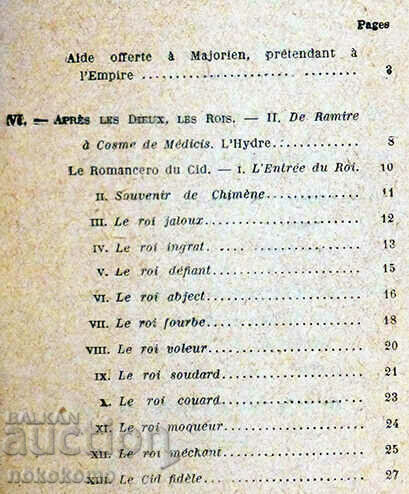 Pages
Aide offerte à Majorien, prétendant à
l'Empire ........................ 3
VI. — APRÈS LES DIEUX, LES ROIS. — II. De Ramire
à Cosme de Médicis. L'Hydre ............ 8
Le Romancero du Cid. — I. L'Entrée du Roi. 10
II. Souvenir de Chimène ............ 11
III. Le roi jaloux ........................ 12
IV. Le roi ingrat ........................ 13
V. Le roi défiant ........................ 15
VI. Le roi abject ........................ 16
VII. Le roi fourbe ........................ 18
VIII. Le roi voleur ........................ 20
IX. Le roi soudard ........................ 21
X. Le roi couard ........................ 23
XI. Le roi moqueur ........................ 24
XII. Le roi méchant ........................ 25
XIII. Le Cid fidèle ........................ 27
BALKAN
auction
nokokomo